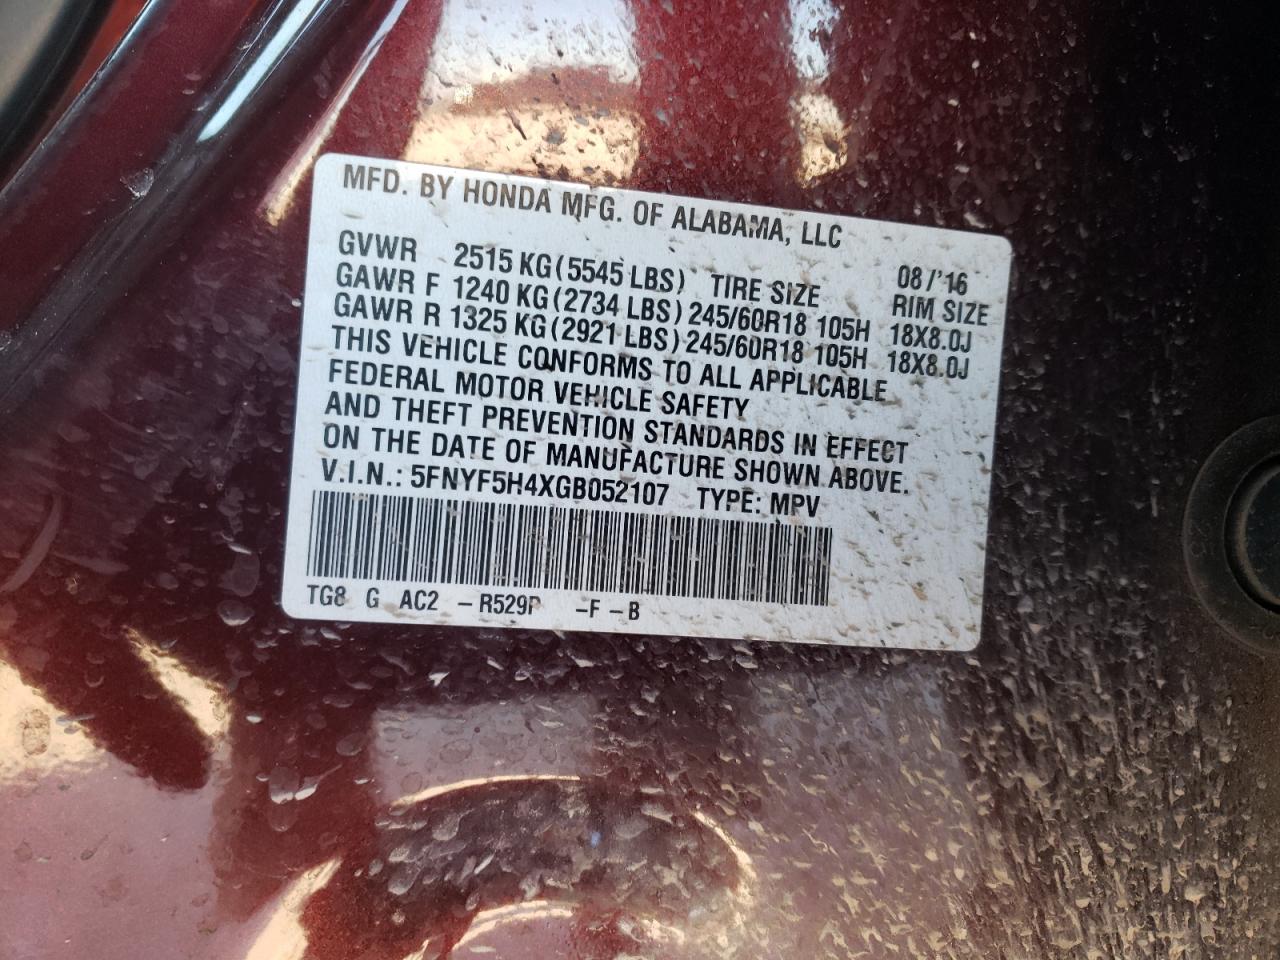 MFD. BY HONDA MFG. OF ALABAMA, LLC
08/'16
GVWR 2515 KG (5545 LBS) TIRE SIZE RIM SIZE
GAWR F 1240 KG (2734 LBS) 245/60R18 105H 18X8.0J
GAWR R 1325 KG (2921 LBS) 245/60R18 105H 18X8.0J
THIS VEHICLE CONFORMS TO ALL APPLICABLE
FEDERAL MOTOR VEHICLE SAFETY
AND THEFT PREVENTION STANDARDS IN EFFECT
ON THE DATE OF MANUFACTURE SHOWN ABOVE.
V.I.N.: 5FNYF5H4XGB052107 TYPE: MPV
TG8 G AC2 -R529P -F-B